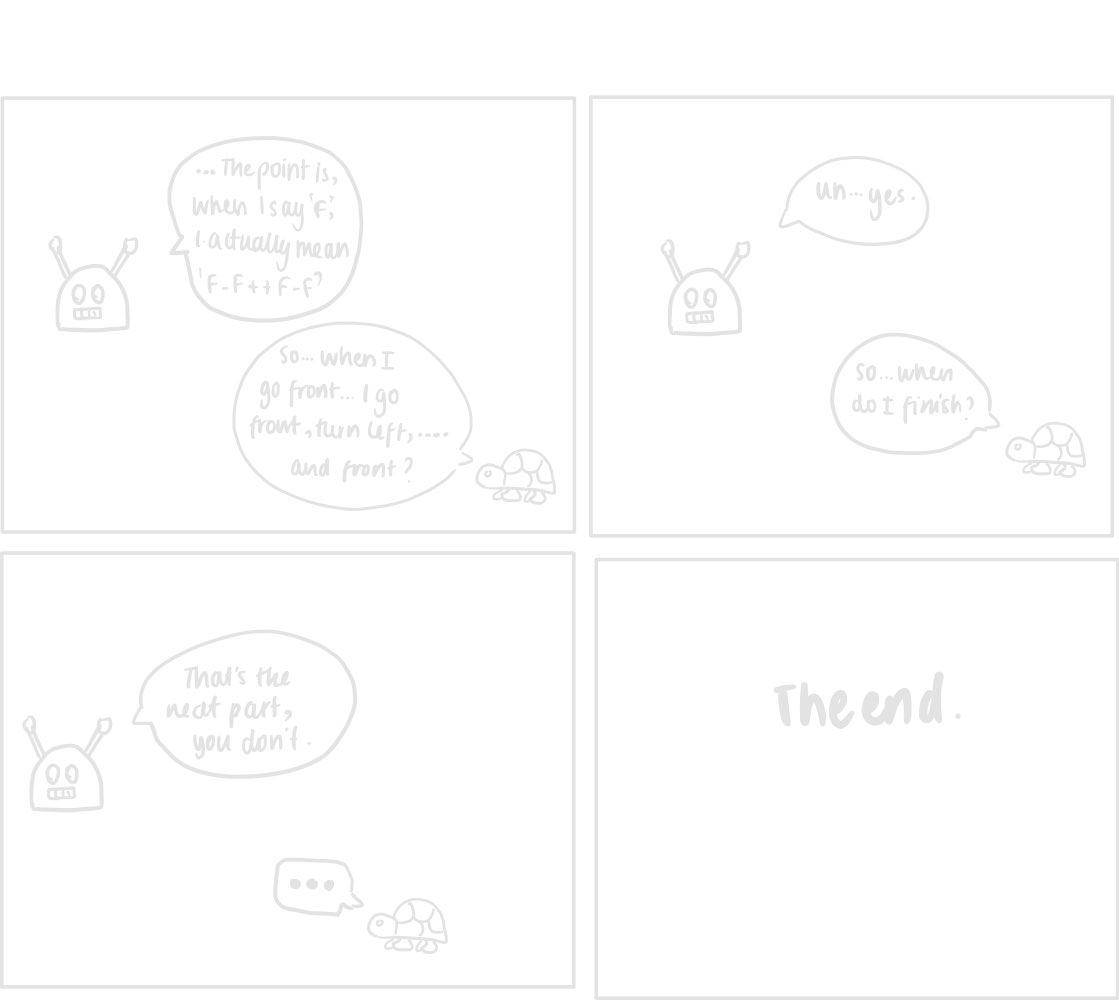 ... The point is,
when I say 'F',
I actually mean
'F-F++F-F'
So... when I
go front... I go
front, turn left, ....
and front?
un... yes.
So... when
do I finish?
That's the
neat part,
you don't.
...
The end.